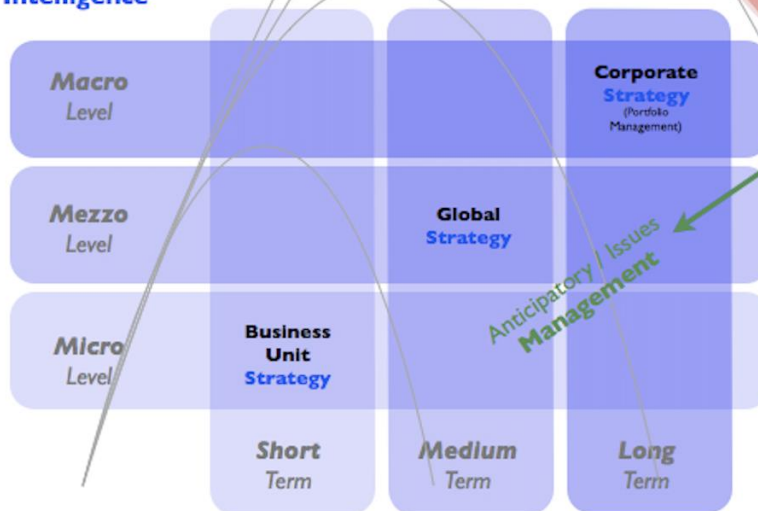 Intelligence
Macro
Level
Corporate
Strategy
(Portfolio
Management)
Mezzo
Level
Global
Strategy
Anticipatory / Issues
Management
Micro
Level
Business
Unit
Strategy
Short
Term
Medium
Term
Long
Term